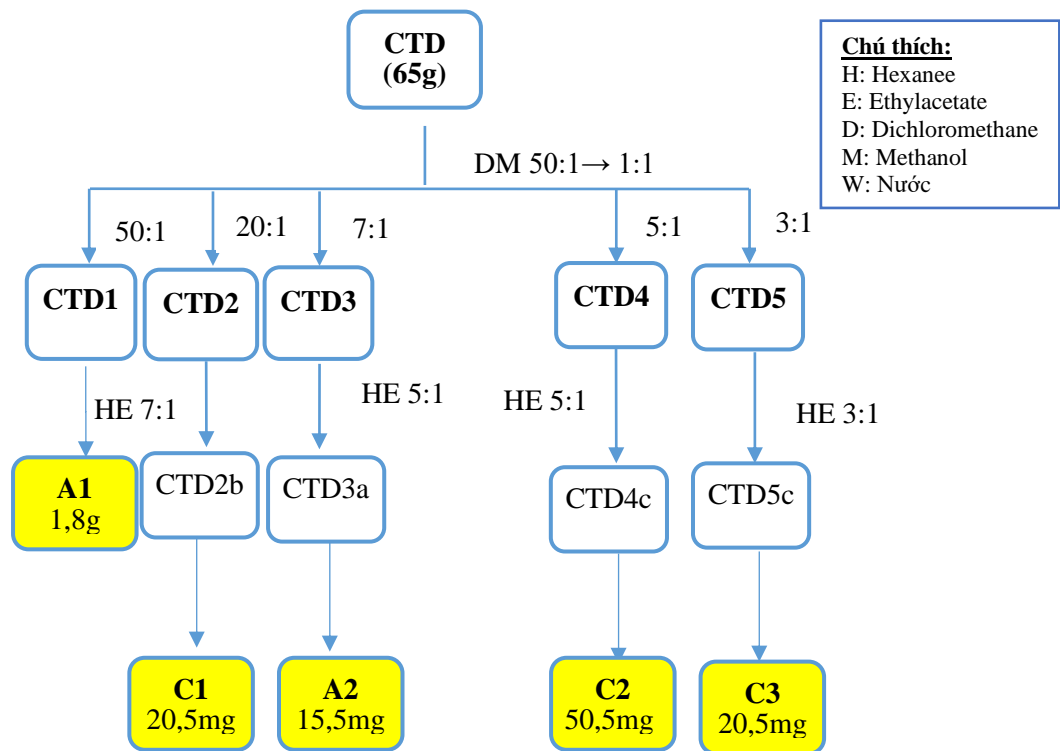 CTD
(65g)
Chú thích:
H: Hexanee
E: Ethylacetate
D: Dichloromethane
M: Methanol
W: Nước
DM 50:1→ 1:1
50:1
20:1
7:1
5:1
3:1
CTD1
CTD2
CTD3
CTD4
CTD5
HE 7:1
HE 5:1
HE 5:1
HE 3:1
A1
1,8g
CTD2b
CTD3a
CTD4c
CTD5c
C1
20,5mg
A2
15,5mg
C2
50,5mg
C3
20,5mg